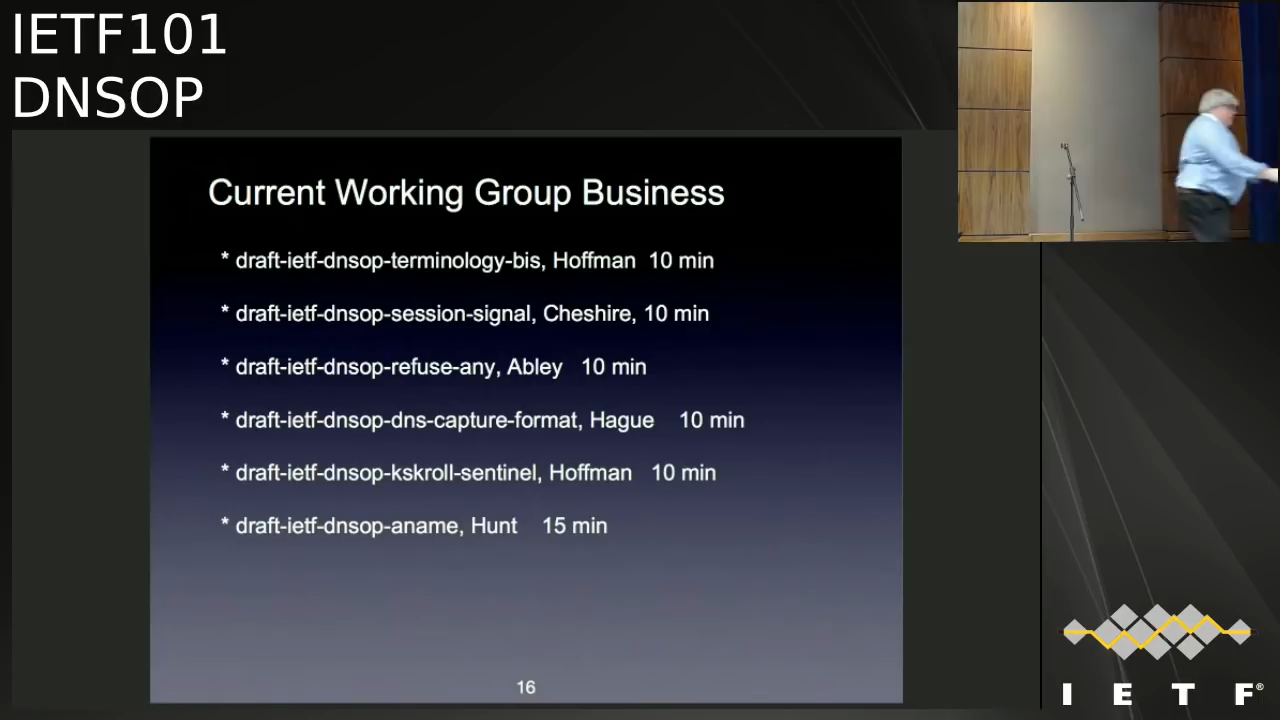 IETF101
DNSOP
Current Working Group Business
* draft-ietf-dnsop-terminology-bis, Hoffman 10 min
* draft-ietf-dnsop-session-signal, Cheshire, 10 min
* draft-ietf-dnsop-refuse-any, Abley 10 min
* draft-ietf-dnsop-dns-capture-format, Hague 10 min
* draft-ietf-dnsop-kskroll-sentinel, Hoffman 10 min
* draft-ietf-dnsop-aname, Hunt 15 min
16
I E T F®